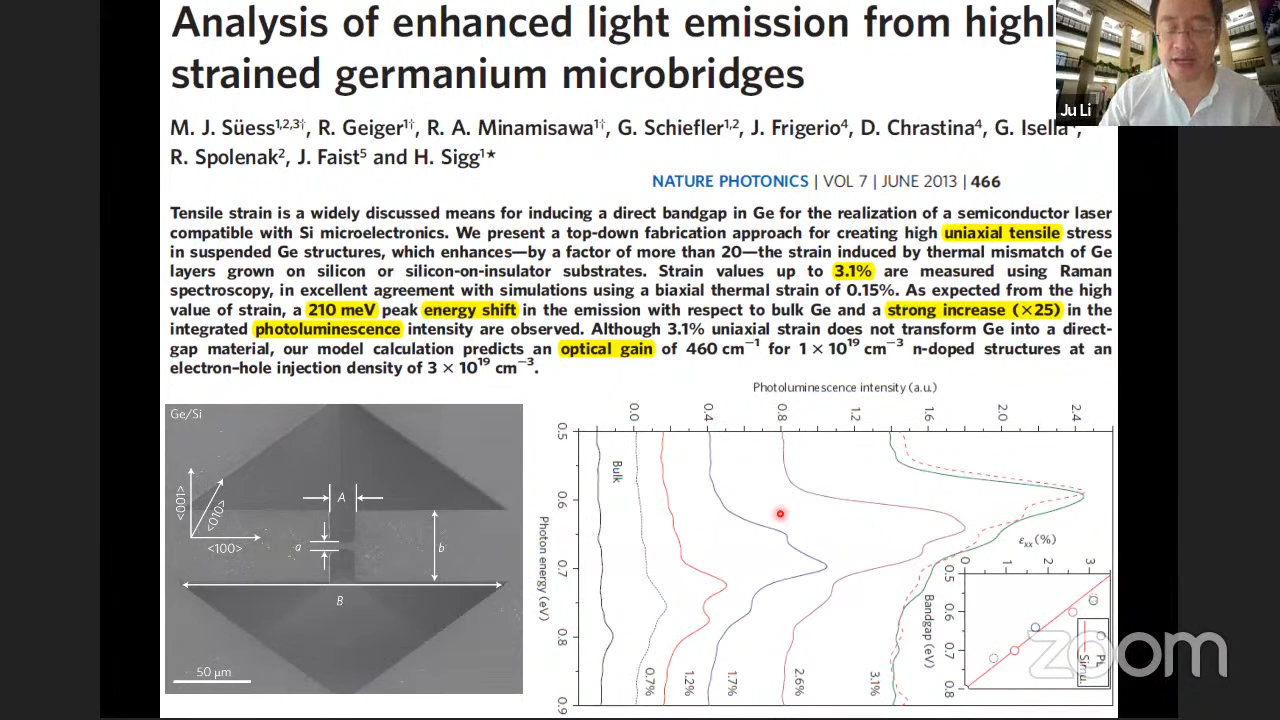 Analysis of enhanced light emission from highl
strained germanium microbridges
Ju Li
M. J. Süess1,2,3†, R. Geiger1†, R. A. Minamisawa1†, G. Schiefler1,2, J. Frigerio4, D. Chrastina4, G. Isella4,
R. Spolenak2, J. Faist5 and H. Sigg1★
NATURE PHOTONICS | VOL 7 | JUNE 2013 | 466
Tensile strain is a widely discussed means for inducing a direct bandgap in Ge for the realization of a semiconductor laser
compatible with Si microelectronics. We present a top-down fabrication approach for creating high uniaxial tensile stress
in suspended Ge structures, which enhances—by a factor of more than 20—the strain induced by thermal mismatch of Ge
layers grown on silicon or silicon-on-insulator substrates. Strain values up to 3.1% are measured using Raman
spectroscopy, in excellent agreement with simulations using a biaxial thermal strain of 0.15%. As expected from the high
value of strain, a 210 meV peak energy shift in the emission with respect to bulk Ge and a strong increase (×25) in the
integrated photoluminescence intensity are observed. Although 3.1% uniaxial strain does not transform Ge into a direct-
gap material, our model calculation predicts an optical gain of 460 cm−1 for 1 × 10^19 cm−3 n-doped structures at an
electron–hole injection density of 3 × 10^19 cm−3.
Ge/Si
<001>
<010>
<100>
A
a
b
B
50 μm
Photoluminescence intensity (a.u.)
0.0 0.4 0.8 1.2 1.6 2.0 2.4
0.5
0.6
0.7
0.8
0.9
Photon energy (eV)
Bulk
0.7%
1.2%
1.7%
2.6%
3.1%
εxx (%)
0 1 2 3
0.5
0.6
0.7
0.8
Bandgap (eV)
PL
Simu.
zoom